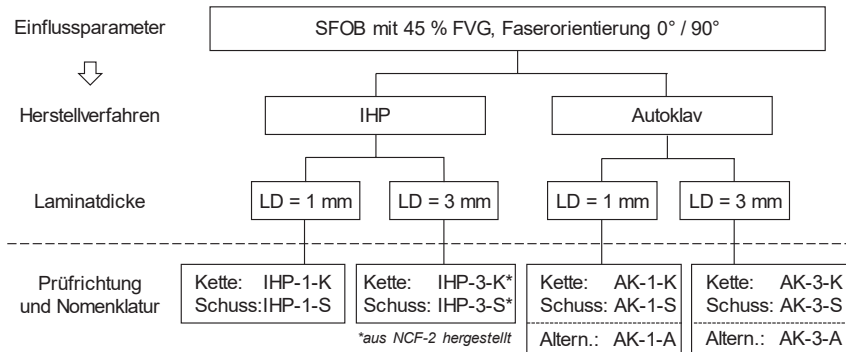 Einflussparameter
SFOB mit 45 % FVG, Faserorientierung 0° / 90°
Herstellverfahren
IHP
Autoklav
Laminatdicke
LD = 1 mm
LD = 3 mm
LD = 1 mm
LD = 3 mm
Prüfrichtung
und Nomenklatur
Kette: IHP-1-K
Schuss:IHP-1-S
Kette: IHP-3-K*
Schuss: IHP-3-S*
*aus NCF-2 hergestellt
Kette: AK-1-K
Schuss: AK-1-S
Altern.: AK-1-A
Kette: AK-3-K
Schuss: AK-3-S
Altern.: AK-3-A